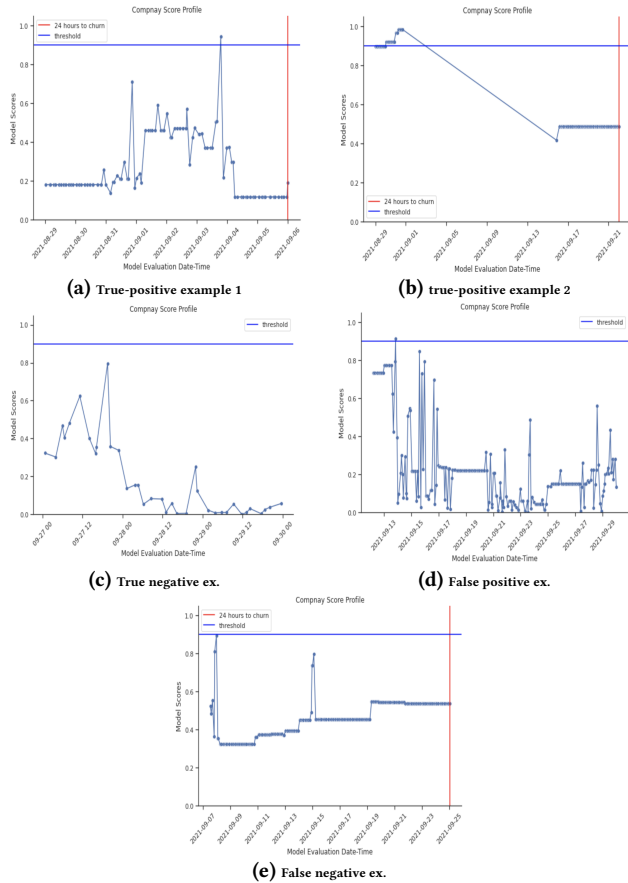 Compnay Score Profile
1.0
0.8
0.6
0.4
0.2
0.0
Model Scores
24 hours to churn
threshold
2021-08-29
2021-08-30
2021-08-31
2021-09-01
2021-09-02
2021-09-03
2021-09-04
2021-09-05
2021-09-06
Model Evaluation Date-Time
(a) True-positive example 1
Compnay Score Profile
1.0
0.8
0.6
0.4
0.2
0.0
Model Scores
24 hours to churn
threshold
2021-08-29
2021-09-01
2021-09-05
2021-09-09
2021-09-13
2021-09-17
2021-09-21
Model Evaluation Date-Time
(b) true-positive example 2
Compnay Score Profile
threshold
1.0
0.8
0.6
0.4
0.2
0.0
Model Scores
09-27 00
09-27 12
09-28 00
09-28 12
09-29 00
09-29 12
09-30 00
Model Evaluation Date-Time
(c) True negative ex.
Compnay Score Profile
threshold
1.0
0.8
0.6
0.4
0.2
0.0
Model Scores
2021-09-13
2021-09-15
2021-09-17
2021-09-19
2021-09-21
2021-09-23
2021-09-25
2021-09-27
2021-09-29
Model Evaluation Date-Time
(d) False positive ex.
Compnay Score Profile
24 hours to churn
threshold
1.0
0.8
0.6
0.4
0.2
0.0
Model Scores
2021-09-07
2021-09-09
2021-09-11
2021-09-13
2021-09-15
2021-09-17
2021-09-19
2021-09-21
2021-09-23
2021-09-25
Model Evaluation Date-Time
(e) False negative ex.